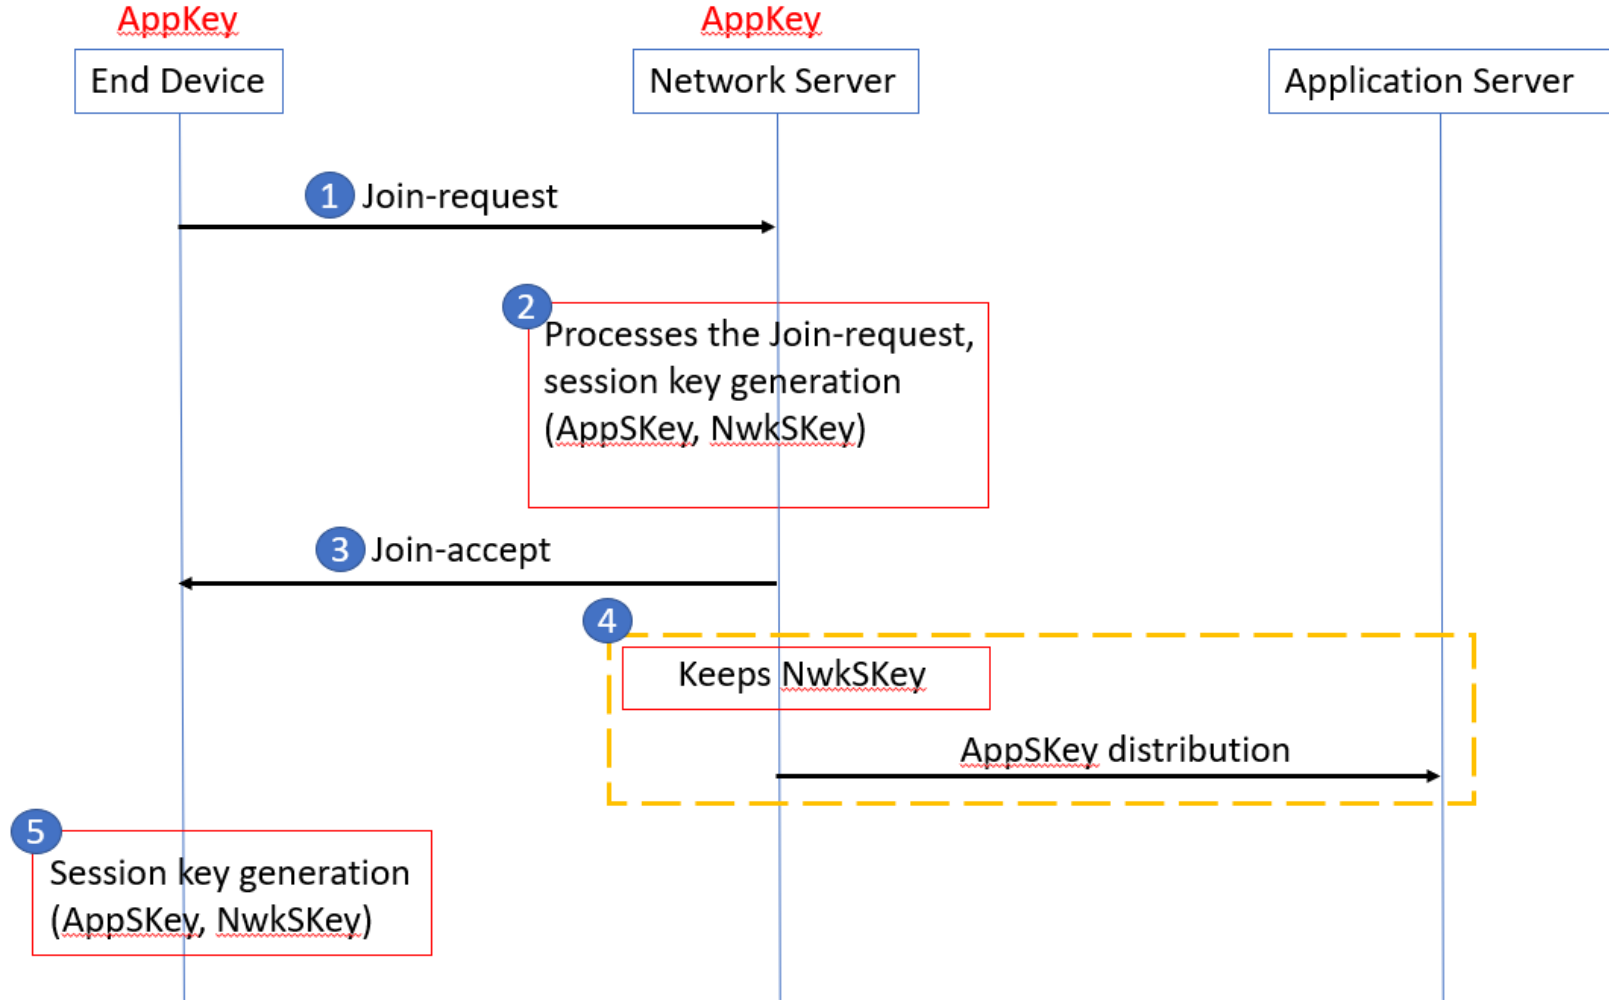 AppKey
AppKey
End Device
Network Server
Application Server
1 Join-request
2
Processes the Join-request,
session key generation
(AppSKey, NwkSKey)
3 Join-accept
4
Keeps NwkSKey
AppSKey distribution
5
Session key generation
(AppSKey, NwkSKey)